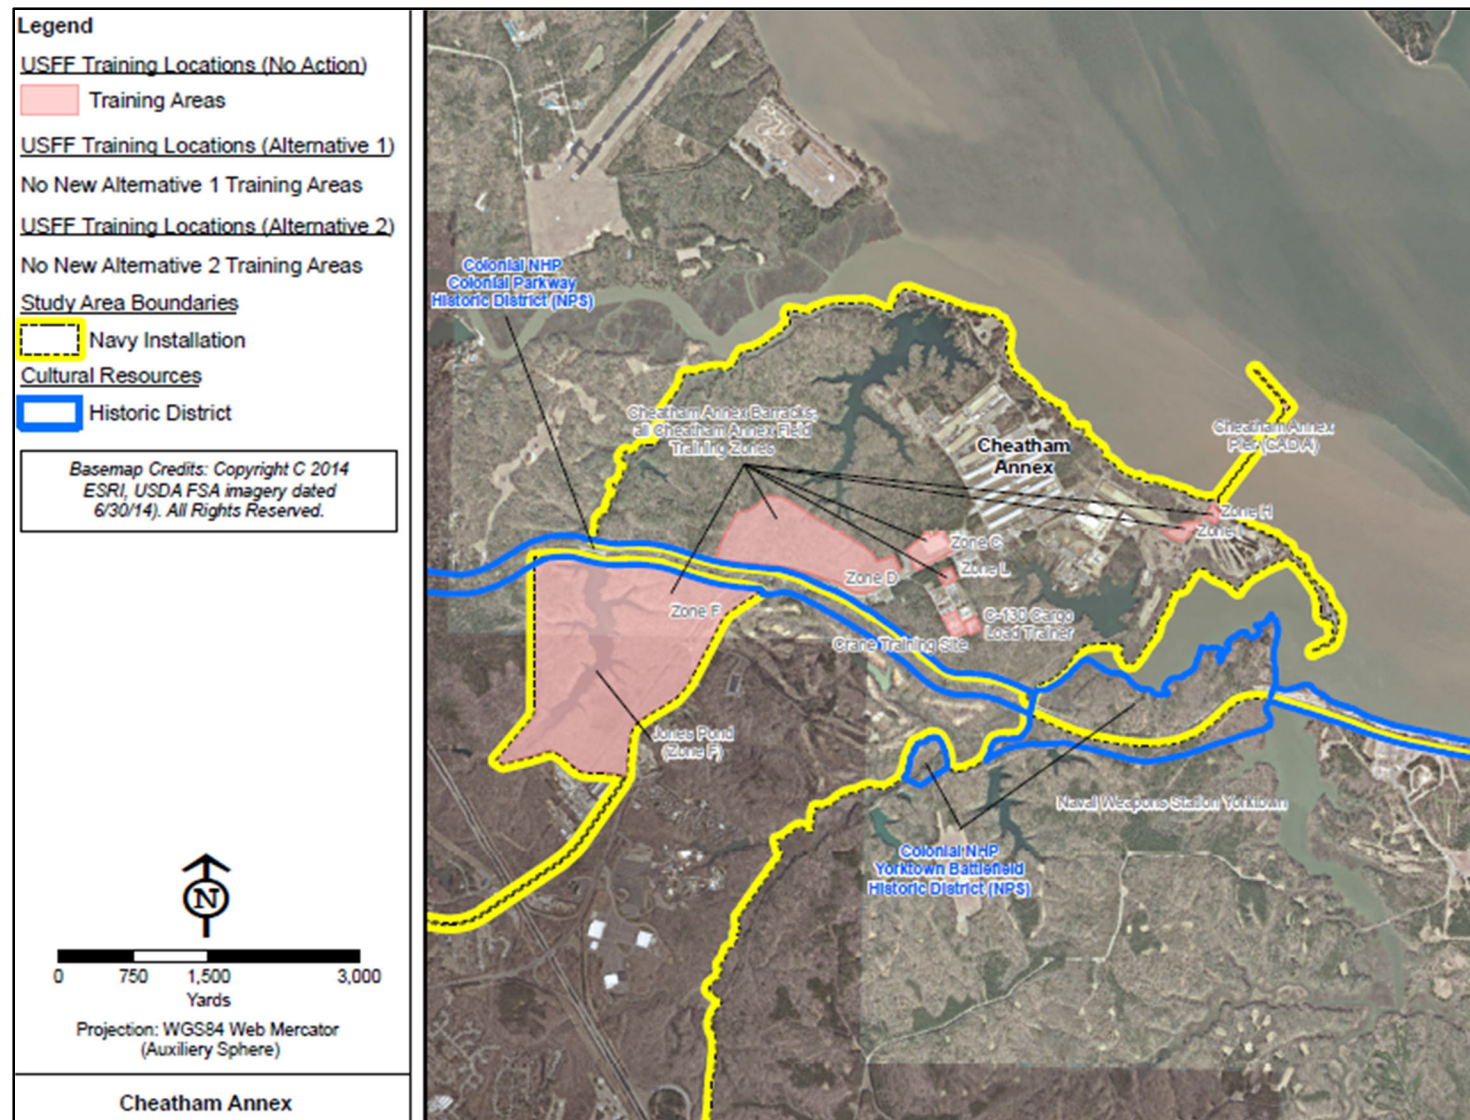 Legend
USFF Training Locations (No Action)
Training Areas
USFF Training Locations (Alternative 1)
No New Alternative 1 Training Areas
USFF Training Locations (Alternative 2)
No New Alternative 2 Training Areas
Study Area Boundaries
Navy Installation
Cultural Resources
Historic District
Basemap Credits: Copyright C 2014
ESRI, USDA FSA imagery dated
6/30/14). All Rights Reserved.
N
0 750 1,500 3,000
Yards
Projection: WGS84 Web Mercator
(Auxiliery Sphere)
Cheatham Annex
Colonial NHP
Colonial Parkway
Historic District (NPS)
Cheatham Annex Barracks;
all Cheatham Annex Field
Training Zones
Cheatham
Annex
Cheatham Annex
Pier (CAD A)
Zone H
Zone I
Zone C
Zone L
Zone D
Zone F
C-130 Cargo
Load Trainer
Crane Training Site
Jones Pond
(Zone F)
Naval Weapons Station Yorktown
Colonial NHP
Yorktown Battlefield
Historic District (NPS)